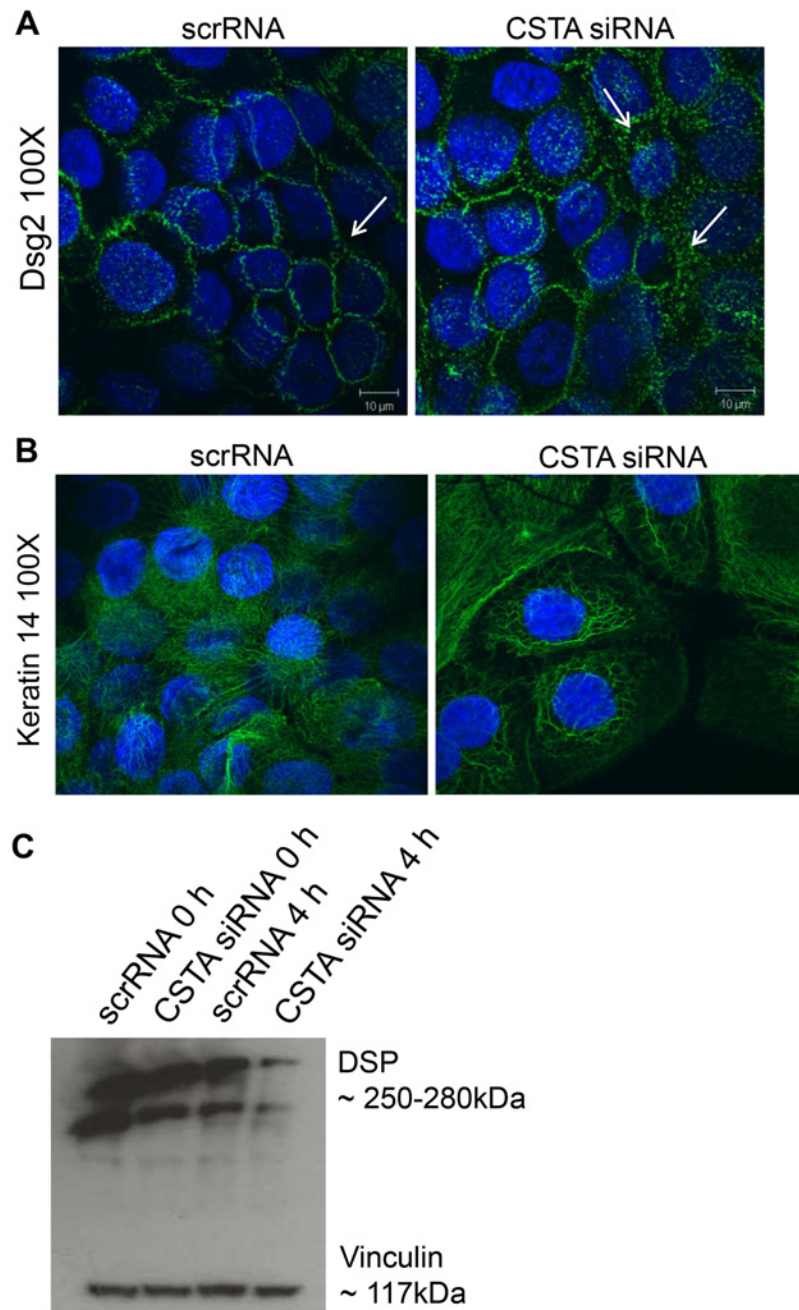 A
scrRNA
CSTA siRNA
Dsg2 100X
10 µm
10 µm
B
scrRNA
CSTA siRNA
Keratin 14 100X
C
scrRNA 0 h
CSTA siRNA 0 h
scrRNA 4 h
CSTA siRNA 4 h
DSP
~ 250-280kDa
Vinculin
~ 117kDa